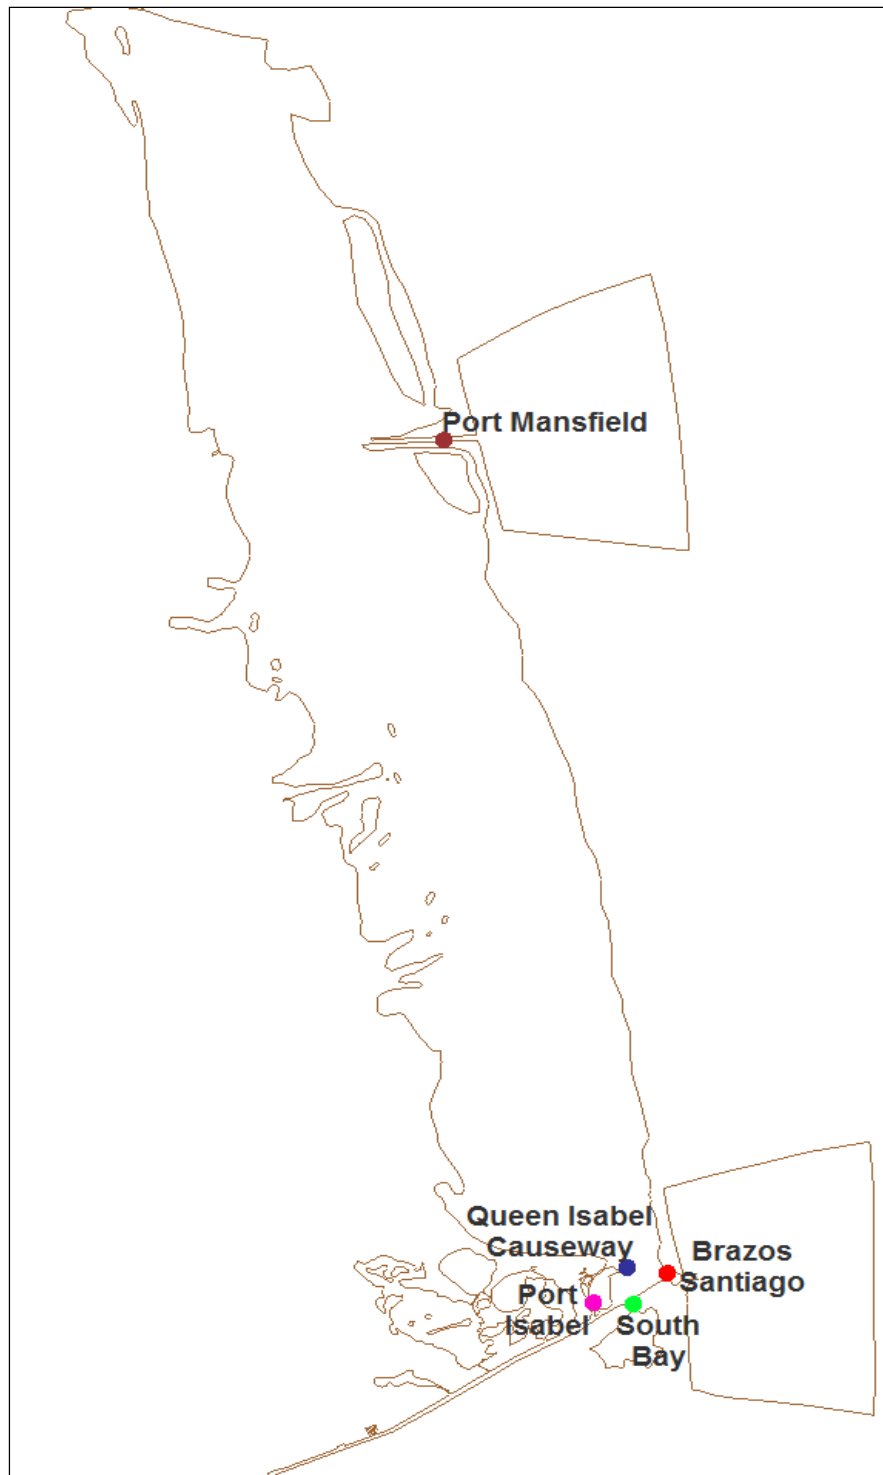 Port Mansfield
Queen Isabel
Causeway
Brazos
Santiago
Port
Isabel
South
Bay